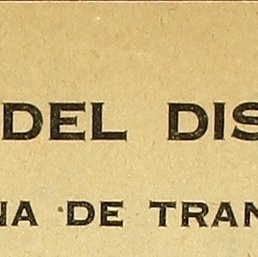 DEL DIS
NA DE TRAN